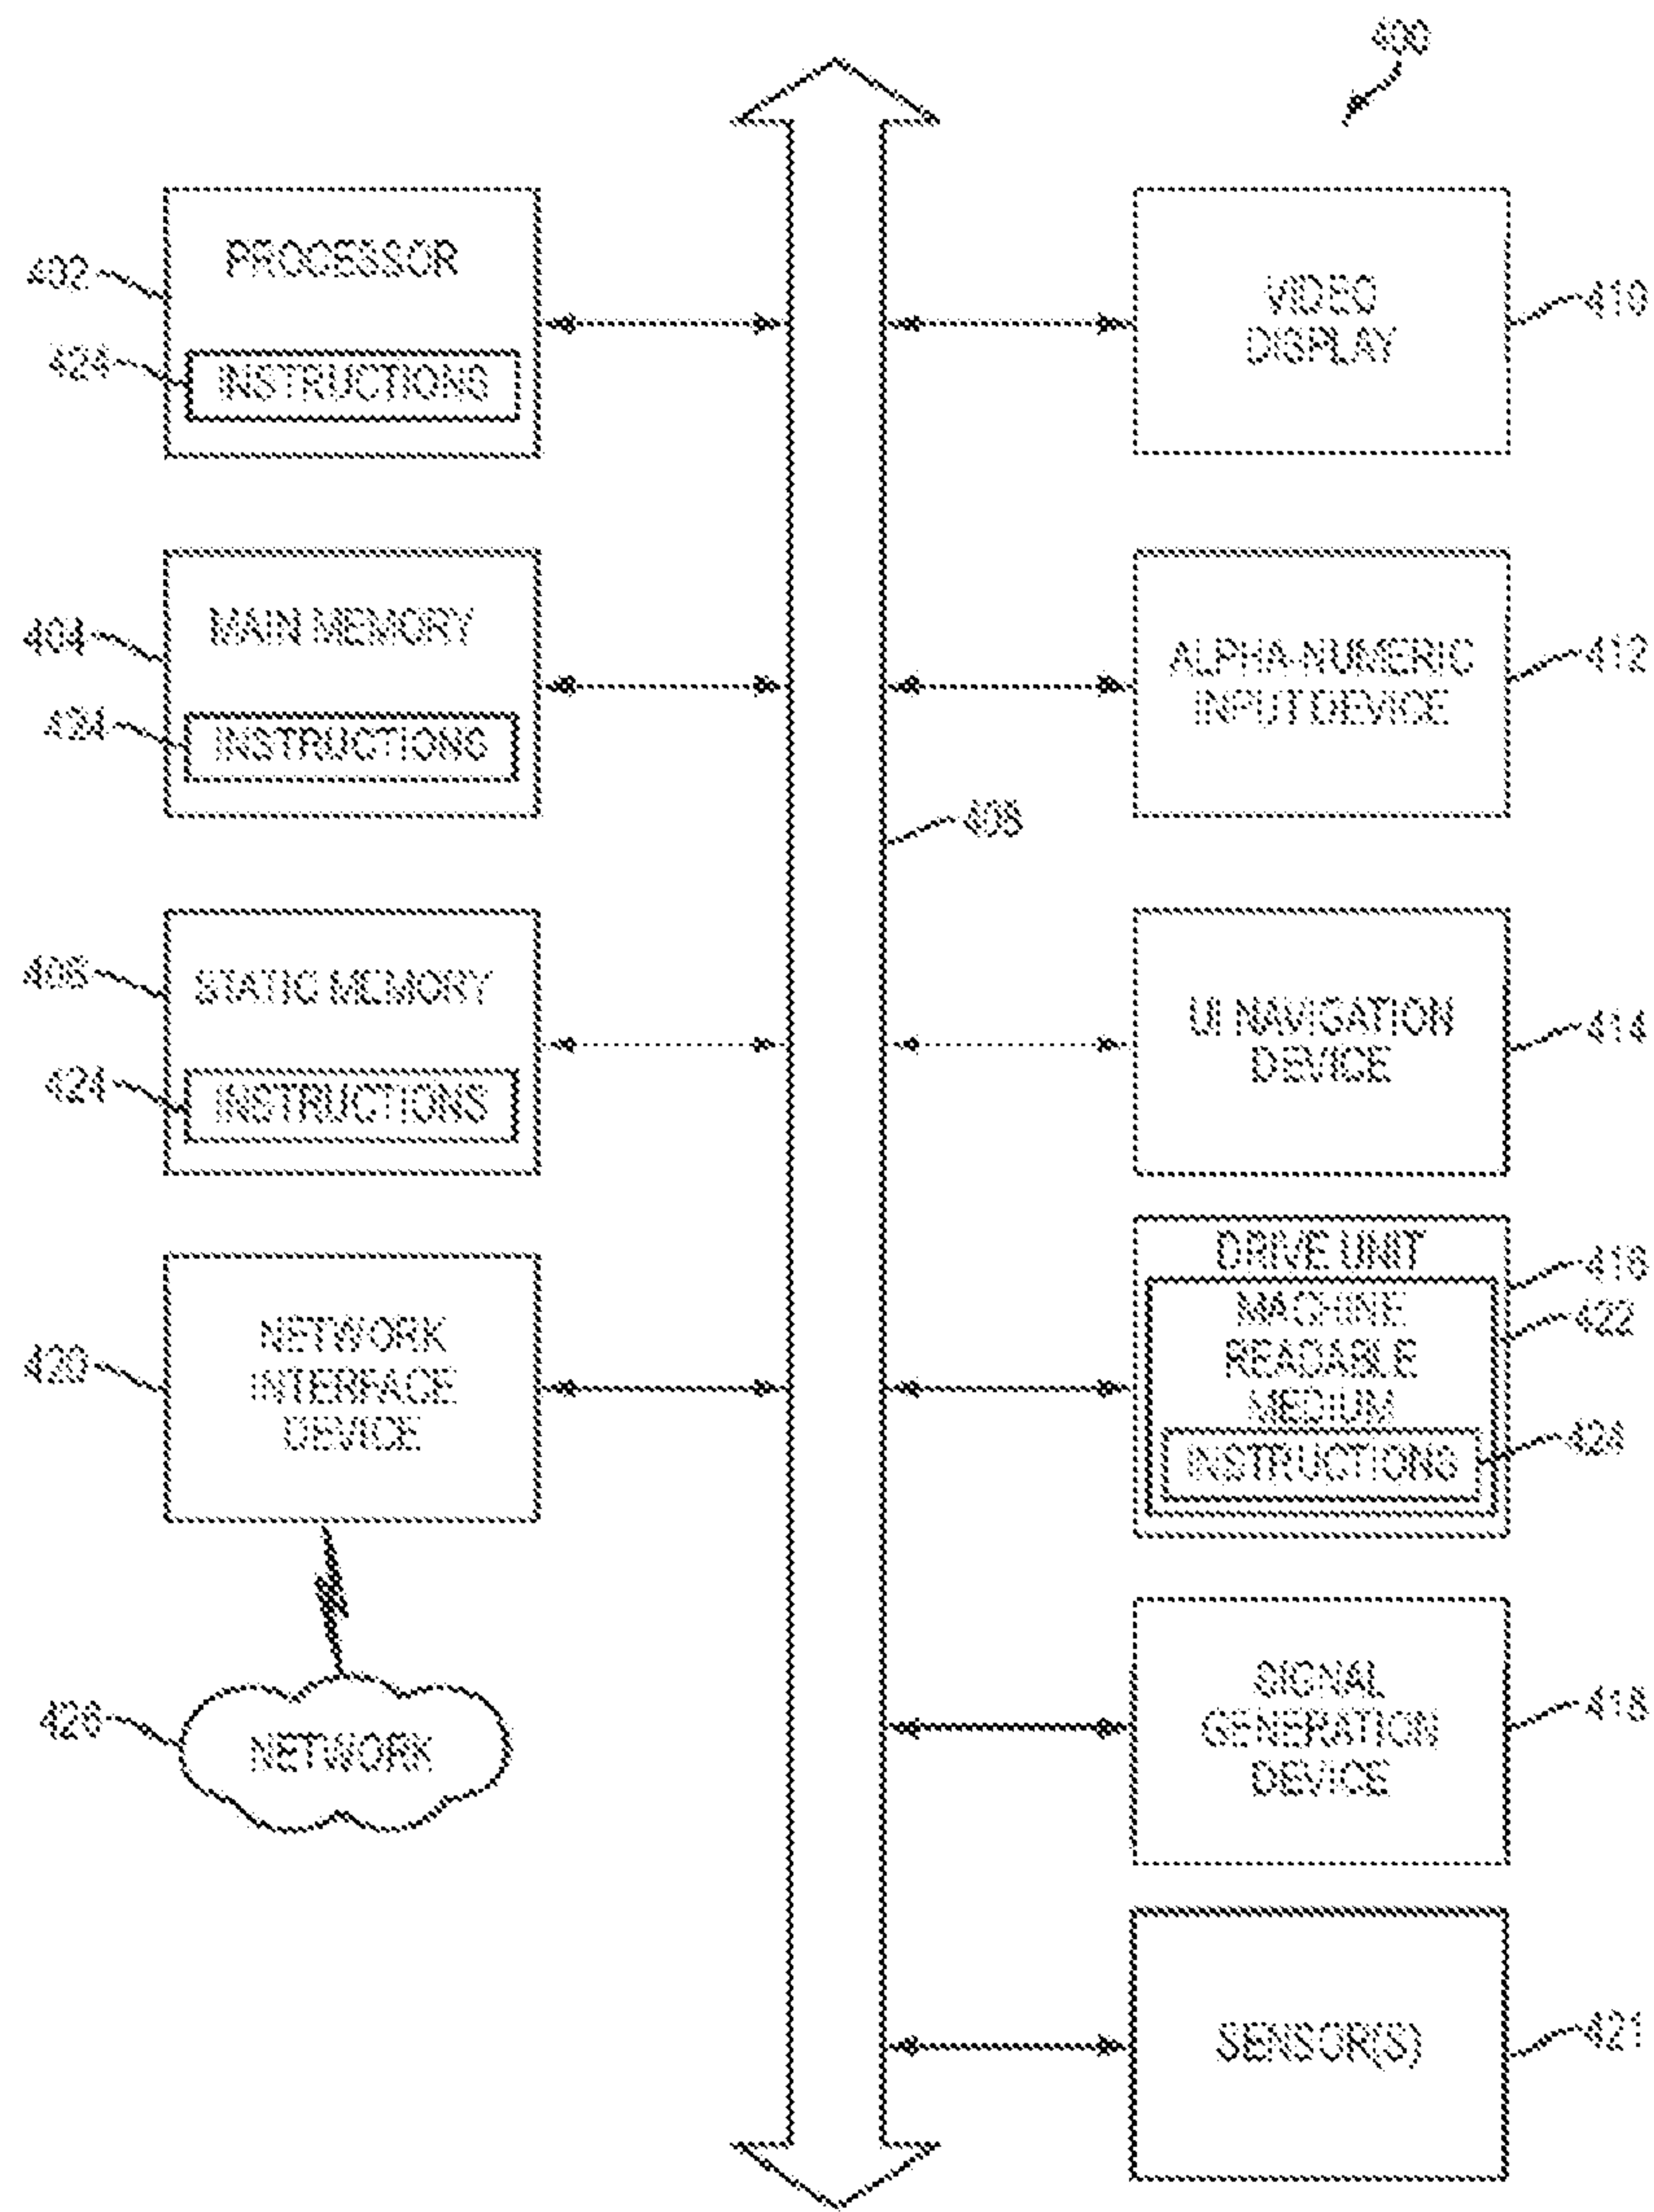 400
PROCESSOR
402
424
INSTRUCTIONS
MAIN MEMORY
404
424
INSTRUCTIONS
STATIC MEMORY
406
424
INSTRUCTIONS
NETWORK
INTERFACE
DEVICE
420
NETWORK
426
408
VIDEO
DISPLAY
410
ALPHA-NUMERIC
INPUT DEVICE
412
UI NAVIGATION
DEVICE
414
DRIVE UNIT
416
MACHINE
READABLE
MEDIUM
422
INSTRUCTIONS
424
SIGNAL
GENERATION
DEVICE
418
SENSOR(S)
421